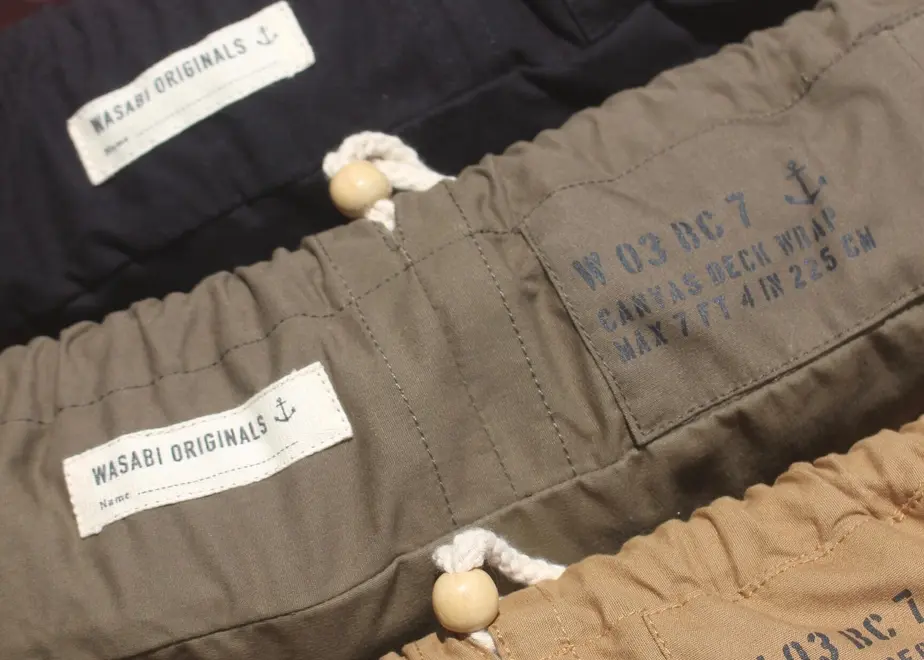 WASABI ORIGINALS
Name
W 03 BC 7
CANVAS DECK WRAP
MAX 7 FT 4 IN 225 CM
WASABI ORIGINALS
Name
03 BC 7